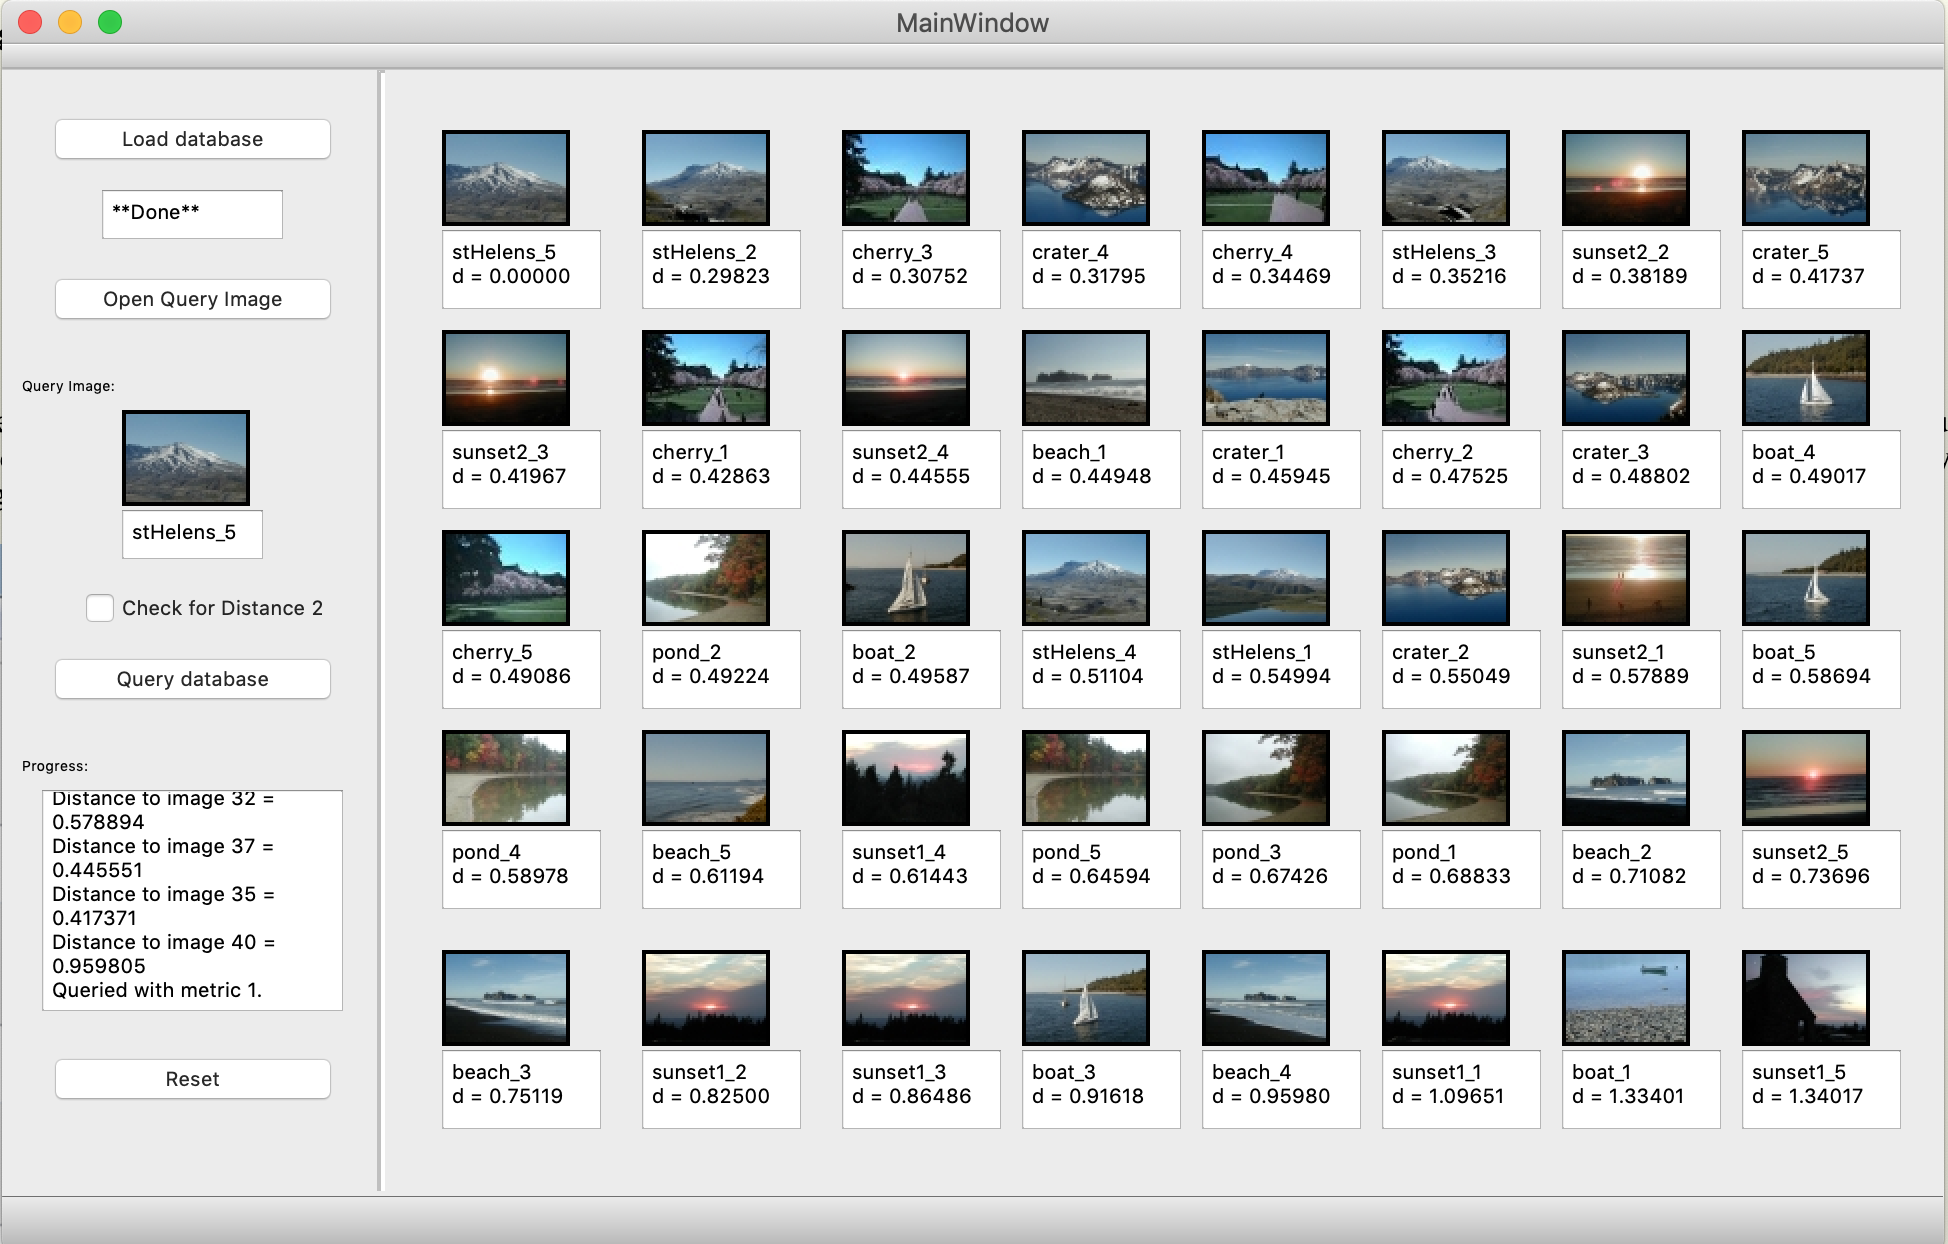 MainWindow
Load database
**Done**
Open Query Image
Query Image:
stHelens_5
Check for Distance 2
Query database
Progress:
Distance to image 32 =
0.578894
Distance to image 37 =
0.445551
Distance to image 35 =
0.417371
Distance to image 40 =
0.959805
Queried with metric 1.
Reset
stHelens_5
d = 0.00000
stHelens_2
d = 0.29823
cherry_3
d = 0.30752
crater_4
d = 0.31795
cherry_4
d = 0.34469
stHelens_3
d = 0.35216
sunset2_2
d = 0.38189
crater_5
d = 0.41737
sunset2_3
d = 0.41967
cherry_1
d = 0.42863
sunset2_4
d = 0.44555
beach_1
d = 0.44948
crater_1
d = 0.45945
cherry_2
d = 0.47525
crater_3
d = 0.48802
boat_4
d = 0.49017
cherry_5
d = 0.49086
pond_2
d = 0.49224
boat_2
d = 0.49587
stHelens_4
d = 0.51104
stHelens_1
d = 0.54994
crater_2
d = 0.55049
sunset2_1
d = 0.57889
boat_5
d = 0.58694
pond_4
d = 0.58978
beach_5
d = 0.61194
sunset1_4
d = 0.61443
pond_5
d = 0.64594
pond_3
d = 0.67426
pond_1
d = 0.68833
beach_2
d = 0.71082
sunset2_5
d = 0.73696
beach_3
d = 0.75119
sunset1_2
d = 0.82500
sunset1_3
d = 0.86486
boat_3
d = 0.91618
beach_4
d = 0.95980
sunset1_1
d = 1.09651
boat_1
d = 1.33401
sunset1_5
d = 1.34017